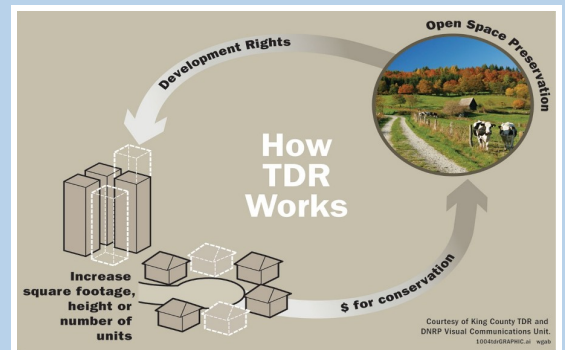 Open Space Preservation
Development Rights
How
TDR
Works
Increase
square footage,
height or
number of
units
$ for conservation
Courtesy of King County TDR and
DNRP Visual Communications Unit.
1004tdrGRAPHIC.ai wgab